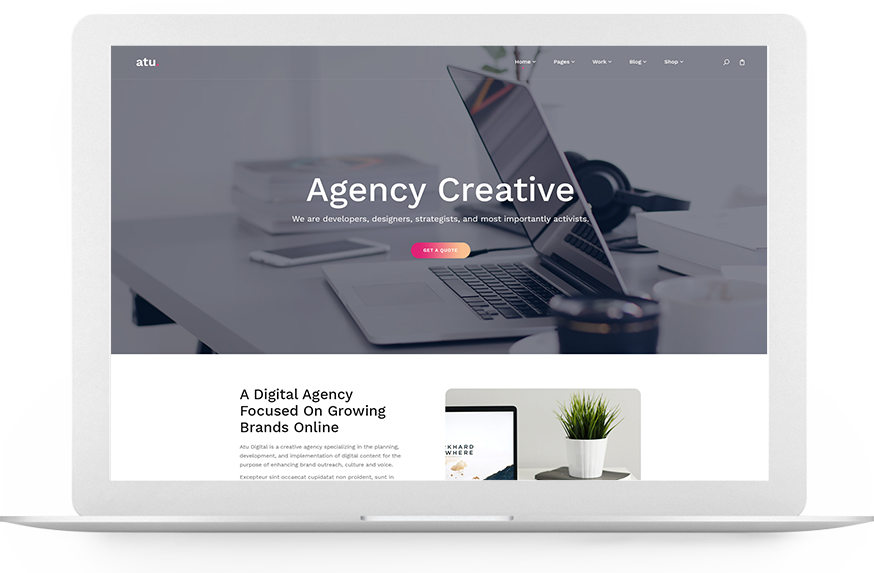 atu.
Home Pages Work Blog Shop
Agency Creative
We are developers, designers, strategists, and most importantly activists.
GET A QUOTE
A Digital Agency
Focused On Growing
Brands Online
RKHARD
WHERE
Atu Digital is a creative agency specializing in the planning,
development, and implementation of digital content for the
purpose of enhancing brand outreach, culture and voice.
Excepteur sint occaecat cupidatat non proident, sunt in